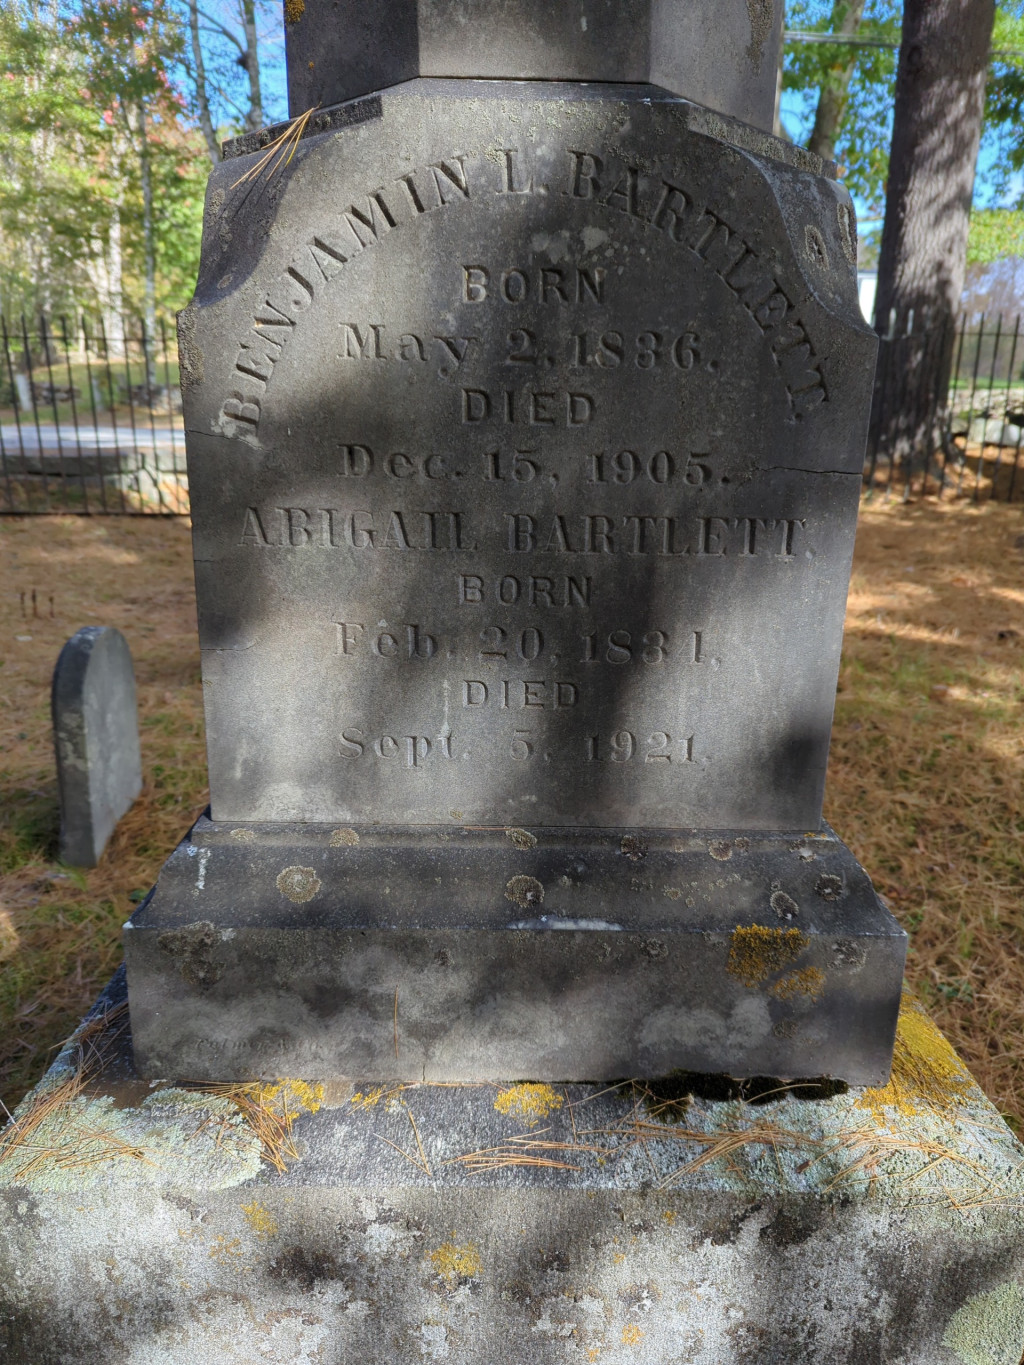 BENJAMIN L. BARTLETT.
BORN
May 2, 1836.
DIED
Dec. 15, 1905.
ABIGAIL BARTLETT.
BORN
Feb. 20, 1834.
DIED
Sept. 5, 1921.